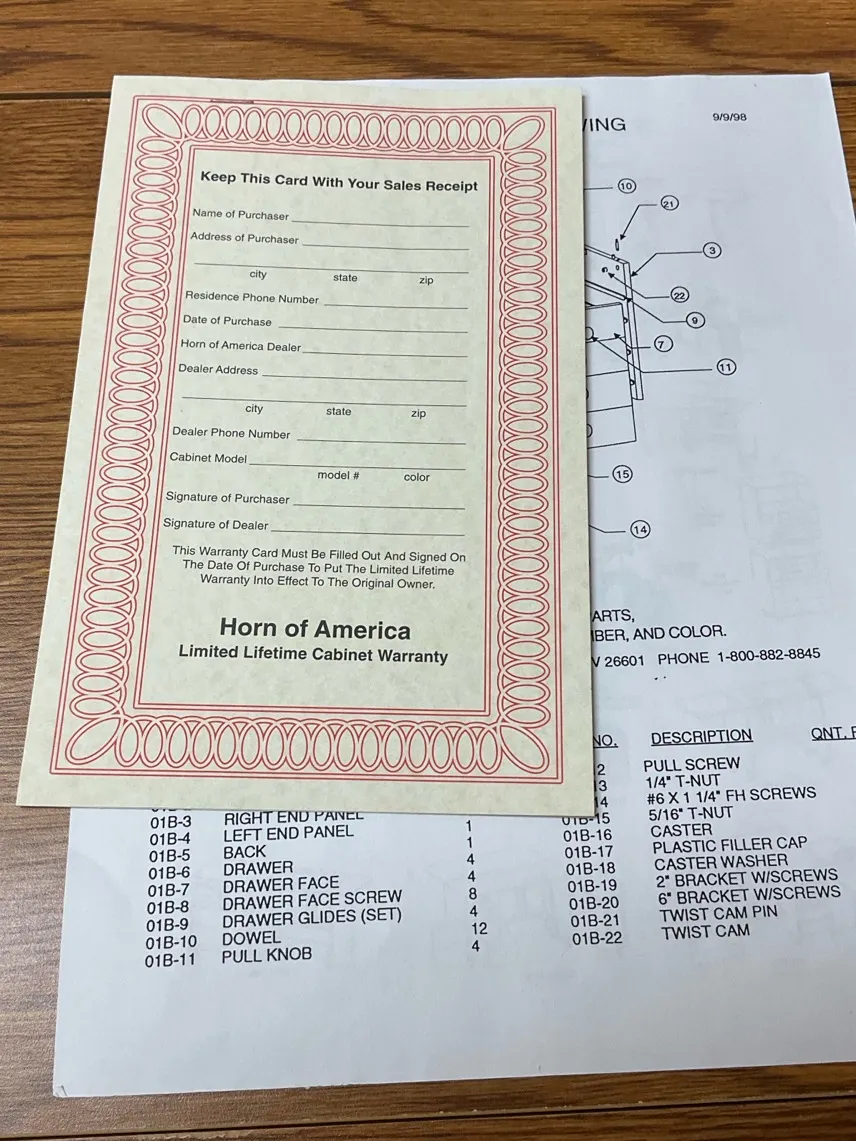 Keep This Card With Your Sales Receipt
Name of Purchaser
Address of Purchaser
city state zip
Residence Phone Number
Date of Purchase
Horn of America Dealer
Dealer Address
city state zip
Dealer Phone Number
Cabinet Model
model # color
Signature of Purchaser
Signature of Dealer
This Warranty Card Must Be Filled Out And Signed On
The Date Of Purchase To Put The Limited Lifetime
Warranty Into Effect To The Original Owner.
Horn of America
Limited Lifetime Cabinet Warranty
WING 9/9/98
10
21
3
22
9
7
11
15
14
ARTS,
BER, AND COLOR.
V 26601 PHONE 1-800-882-8845
NO. DESCRIPTION QNT.
2 PULL SCREW
13 1/4" T-NUT
14 #6 X 1 1/4" FH SCREWS
01B-15 5/16" T-NUT
01B-16 CASTER
01B-17 PLASTIC FILLER CAP
01B-18 CASTER WASHER
01B-19 2" BRACKET W/SCREWS
01B-20 6" BRACKET W/SCREWS
01B-21 TWIST CAM PIN
01B-22 TWIST CAM
01B-3 RIGHT END PANEL 1
01B-4 LEFT END PANEL 1
01B-5 BACK 4
01B-6 DRAWER 4
01B-7 DRAWER FACE 8
01B-8 DRAWER FACE SCREW 4
01B-9 DRAWER GLIDES (SET) 12
01B-10 DOWEL 4
01B-11 PULL KNOB